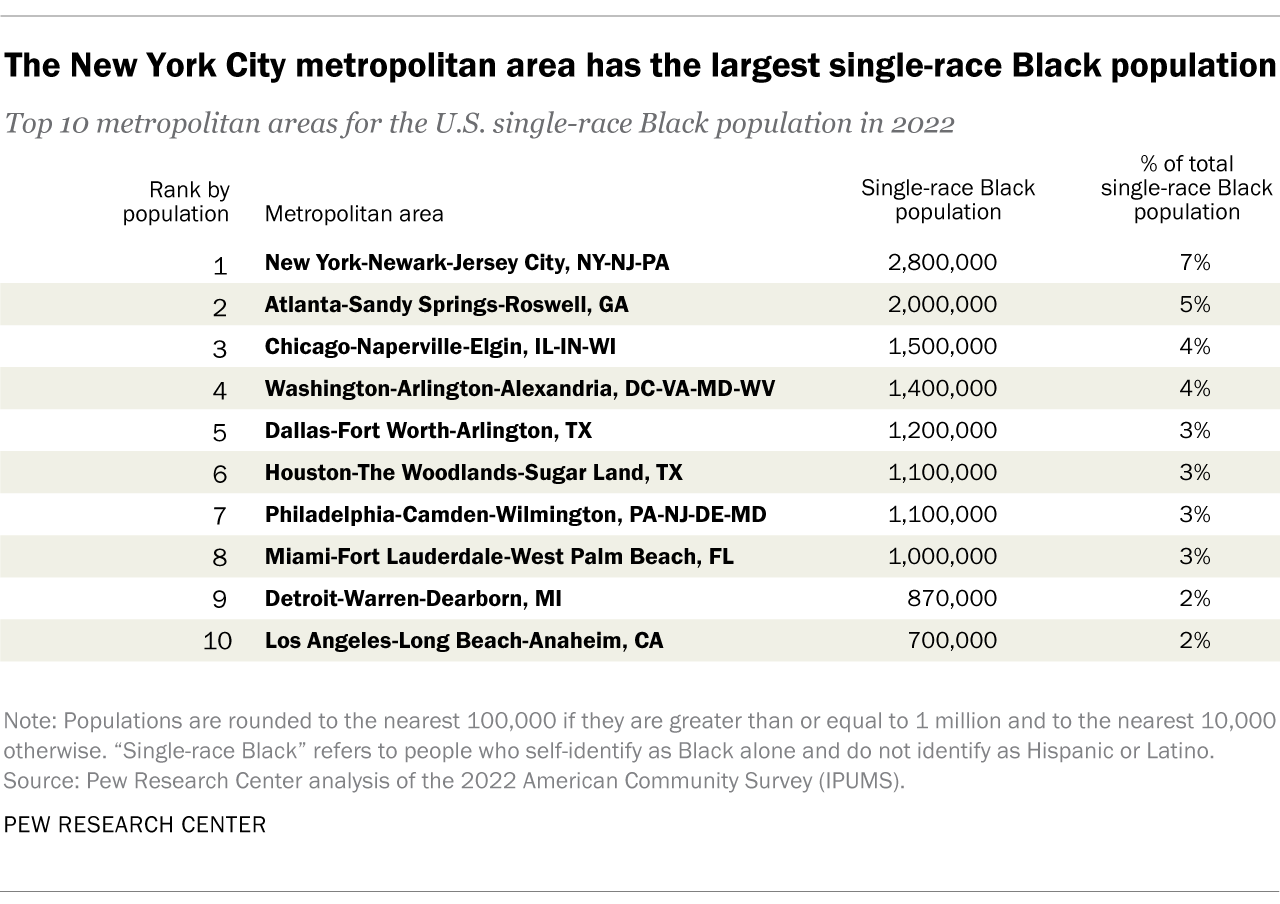 The New York City metropolitan area has the largest single-race Black population
Top 10 metropolitan areas for the U.S. single-race Black population in 2022
Rank by population Metropolitan area Single-race Black population % of total single-race Black population
1 New York-Newark-Jersey City, NY-NJ-PA 2,800,000 7%
2 Atlanta-Sandy Springs-Roswell, GA 2,000,000 5%
3 Chicago-Naperville-Elgin, IL-IN-WI 1,500,000 4%
4 Washington-Arlington-Alexandria, DC-VA-MD-WV 1,400,000 4%
5 Dallas-Fort Worth-Arlington, TX 1,200,000 3%
6 Houston-The Woodlands-Sugar Land, TX 1,100,000 3%
7 Philadelphia-Camden-Wilmington, PA-NJ-DE-MD 1,100,000 3%
8 Miami-Fort Lauderdale-West Palm Beach, FL 1,000,000 3%
9 Detroit-Warren-Dearborn, MI 870,000 2%
10 Los Angeles-Long Beach-Anaheim, CA 700,000 2%
Note: Populations are rounded to the nearest 100,000 if they are greater than or equal to 1 million and to the nearest 10,000
otherwise. “Single-race Black” refers to people who self-identify as Black alone and do not identify as Hispanic or Latino.
Source: Pew Research Center analysis of the 2022 American Community Survey (IPUMS).
PEW RESEARCH CENTER